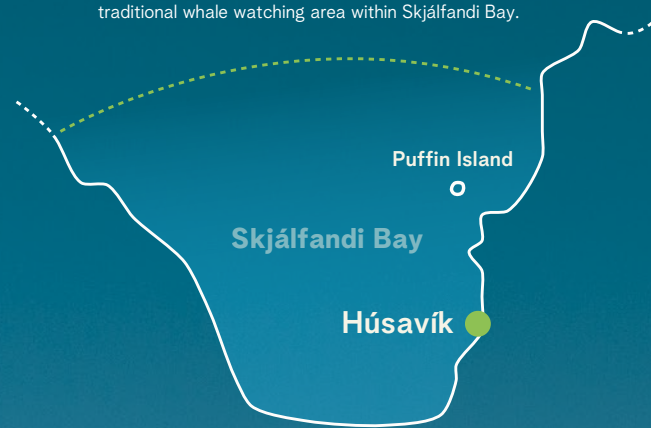 traditional whale watching area within Skjálfandi Bay.
Puffin Island
Skjálfandi Bay
Húsavík